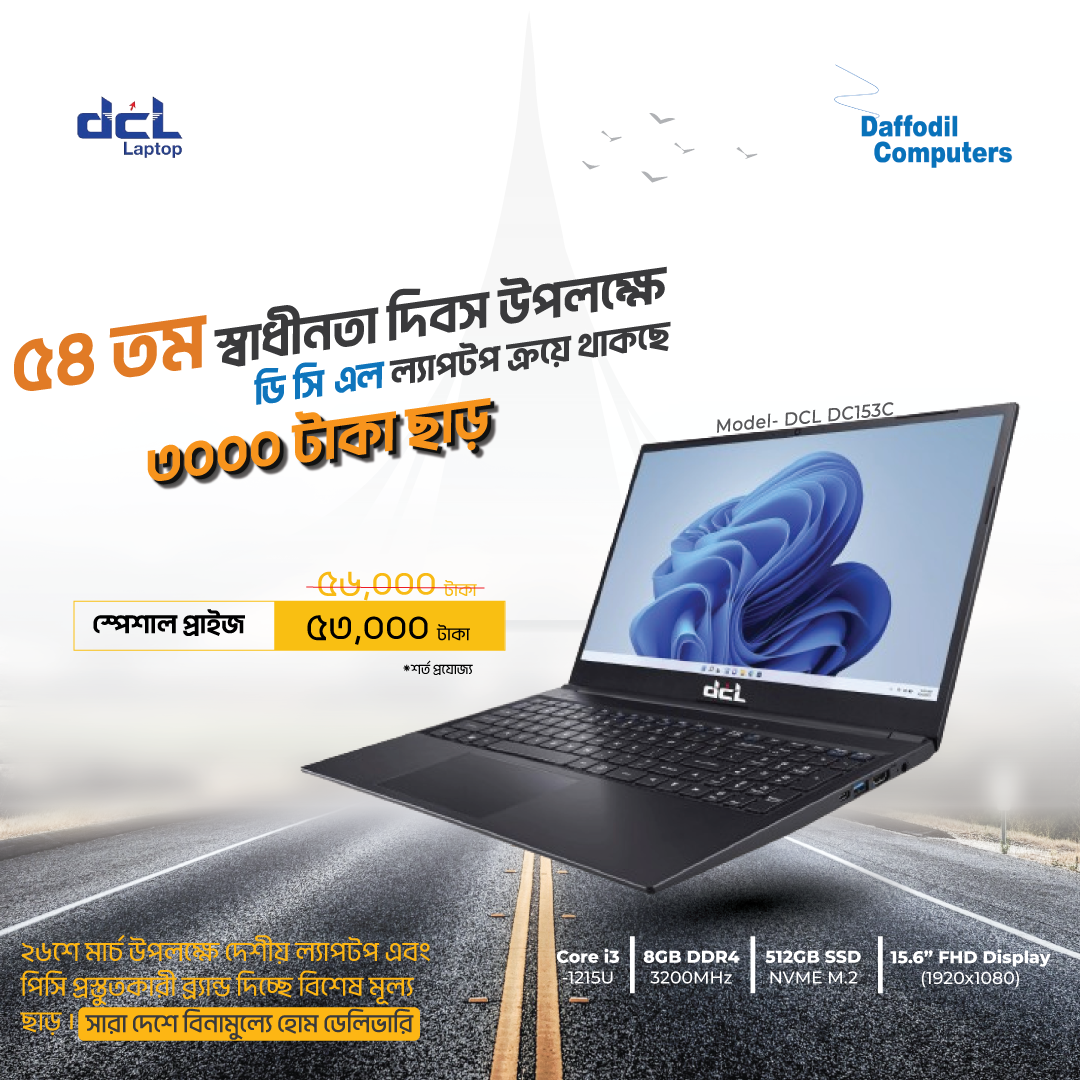 dcl
Laptop
Daffodil
Computers
৫৪ তম স্বাধীনতা দিবস উপলক্ষে
ডি সি এল ল্যাপটপ ক্রয়ে থাকছে
৩০০০ টাকা ছাড়
Model- DCL DC153C
৫৬,০০০ টাকা
স্পেশাল প্রাইজ ৫৩,০০০ টাকা
*শর্ত প্রযোজ্য
dcl
২৬শে মার্চ উপলক্ষে দেশীয় ল্যাপটপ এবং
পিসি প্রস্তুতকারী ব্র্যান্ড দিচ্ছে বিশেষ মূল্য
ছাড়। সারা দেশে বিনামুল্যে হোম ডেলিভারি
Core i3
-1215U
8GB DDR4
3200MHz
512GB SSD
NVME M.2
15.6” FHD Display
(1920x1080)